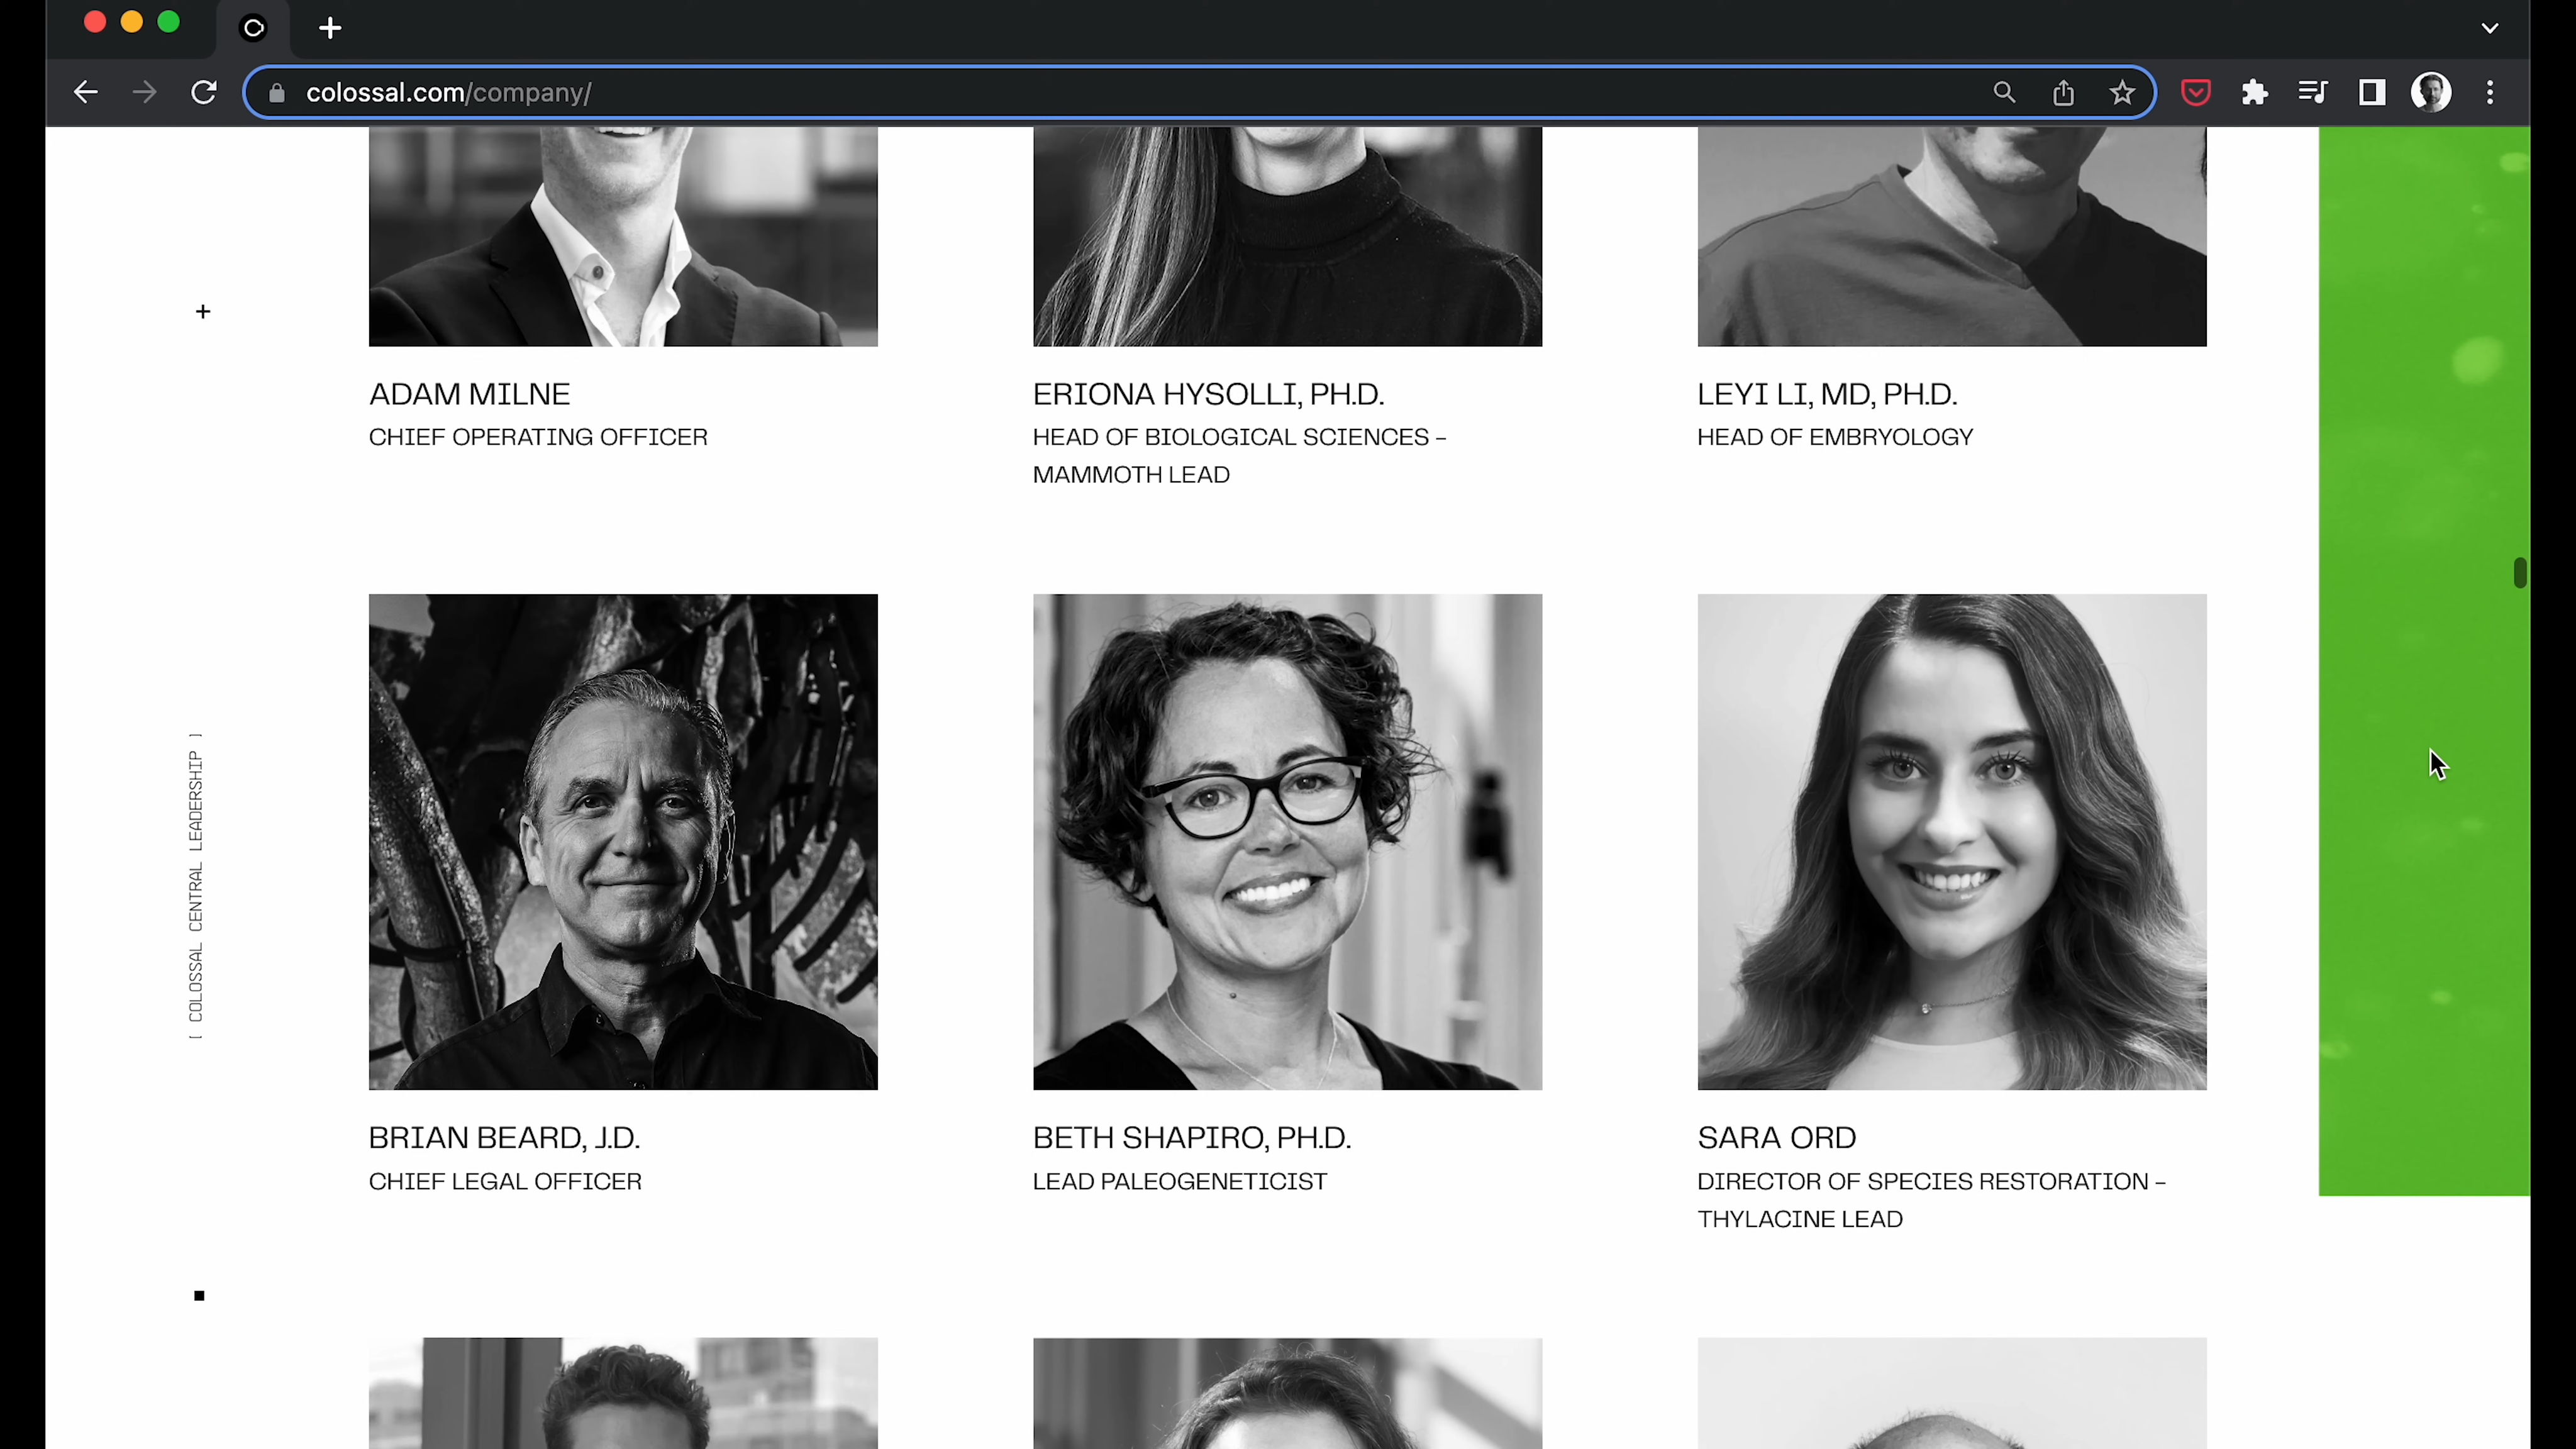 colossal.com/company/
ADAM MILNE
CHIEF OPERATING OFFICER
ERIONA HYSOLLI, PH.D.
HEAD OF BIOLOGICAL SCIENCES –
MAMMOTH LEAD
LEYI LI, MD, PH.D.
HEAD OF EMBRYOLOGY
[ COLOSSAL CENTRAL LEADERSHIP ]
BRIAN BEARD, J.D.
CHIEF LEGAL OFFICER
BETH SHAPIRO, PH.D.
LEAD PALEOGENETICIST
SARA ORD
DIRECTOR OF SPECIES RESTORATION –
THYLACINE LEAD